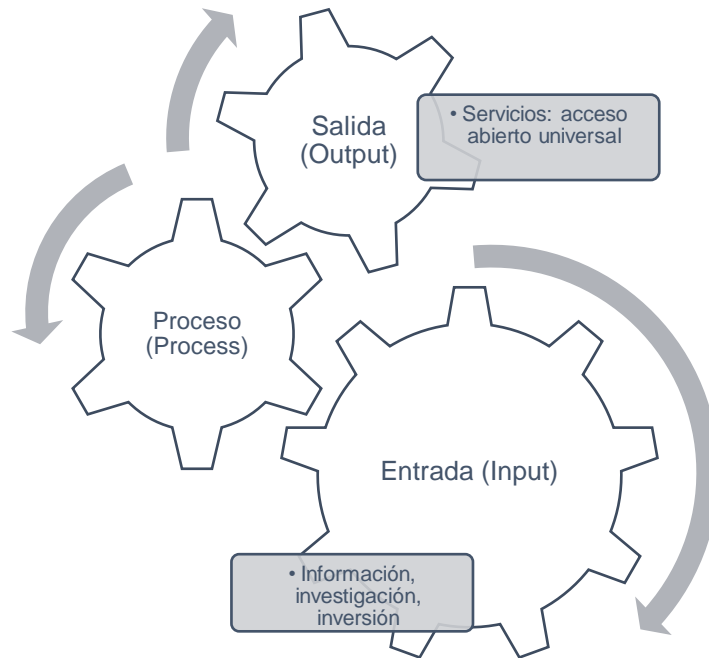 Salida
(Output)
• Servicios: acceso
abierto universal
Proceso
(Process)
Entrada (Input)
• Información,
investigación,
inversión